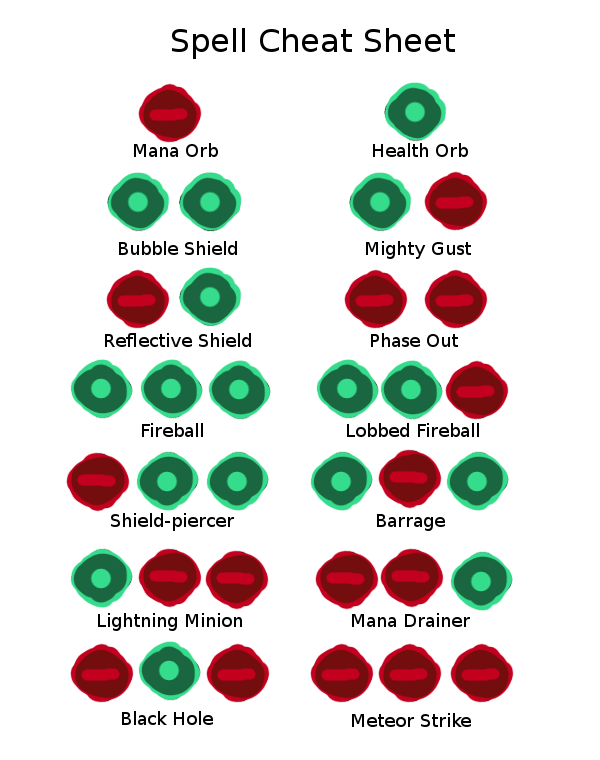 Spell Cheat Sheet
Mana Orb
Health Orb
Bubble Shield
Mighty Gust
Reflective Shield
Phase Out
Fireball
Lobbed Fireball
Shield-piercer
Barrage
Lightning Minion
Mana Drainer
Black Hole
Meteor Strike